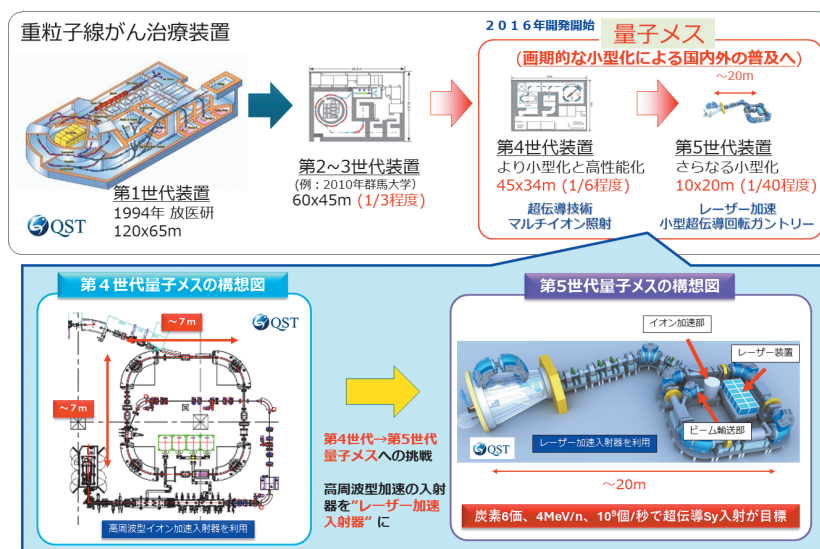 重粒子線がん治療装置
2016年開発開始
量子メス
(画期的な小型化による国内外の普及へ)
~20m
第1世代装置
1994年 放医研
120x65m
QST
第2~3世代装置
(例：2010年群馬大学)
60x45m (1/3程度)
第4世代装置
より小型化と高性能化
45x34m (1/6程度)
超伝導技術
マルチイオン照射
第5世代装置
さらなる小型化
10x20m (1/40程度)
レーザー加速
小型超伝導回転ガントリー
第4世代量子メスの構想図
～7m
QST
～7m
高周波型イオン加速入射器を利用
第4世代→第5世代
量子メスへの挑戦
高周波型加速の入射
器を”レーザー加速
入射器” に
第5世代量子メスの構想図
イオン加速部
レーザー装置
ビーム輸送部
レーザー加速入射器を利用
QST
～20m
炭素6価、4MeV/n、10⁹個/秒で超伝導Sy入射が目標